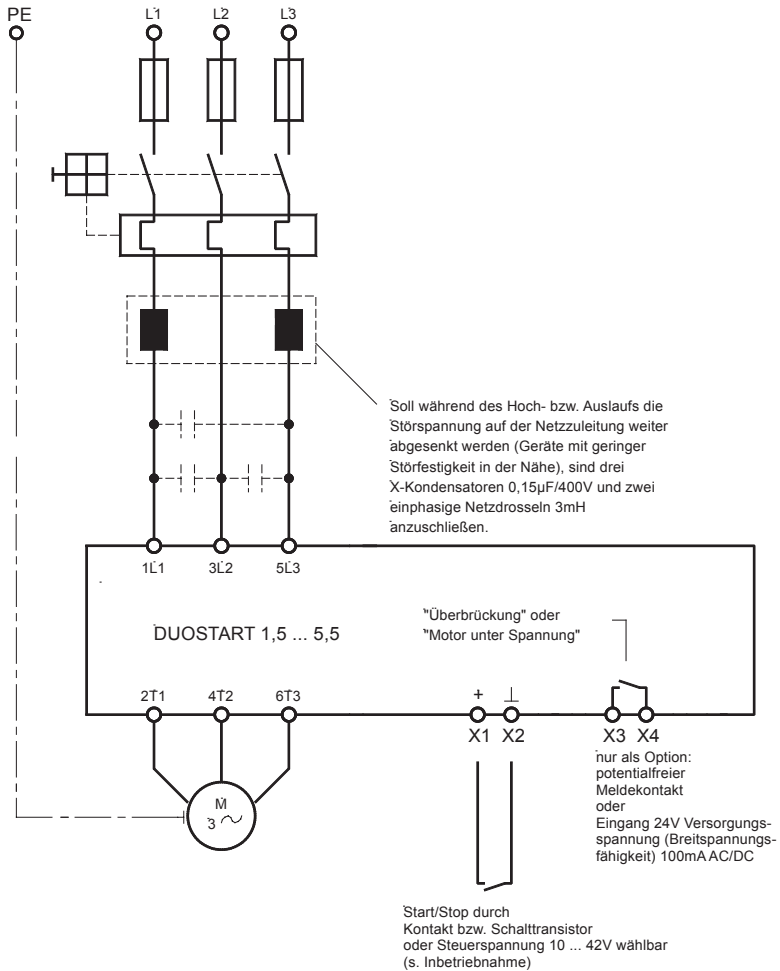 PE
L1 L2 L3
Soll während des Hoch- bzw. Auslaufs die
Störspannung auf der Netzzuleitung weiter
abgesenkt werden (Geräte mit geringer
Störfestigkeit in der Nähe), sind drei
X-Kondensatoren 0,15µF/400V und zwei
einphasige Netzdrosseln 3mH
anzuschließen.
1L1 3L2 5L3
DUOSTART 1,5 ... 5,5
"Überbrückung" oder
"Motor unter Spannung"
2T1 4T2 6T3
+ ⊥
X1 X2 X3 X4
nur als Option:
potentialfreier
Meldekontakt
oder
Eingang 24V Versorgungs-
spannung (Breitspannungs-
fähigkeit) 100mA AC/DC
M
3 ~
Start/Stop durch
Kontakt bzw. Schalttransistor
oder Steuerspannung 10 ... 42V wählbar
(s. Inbetriebnahme)